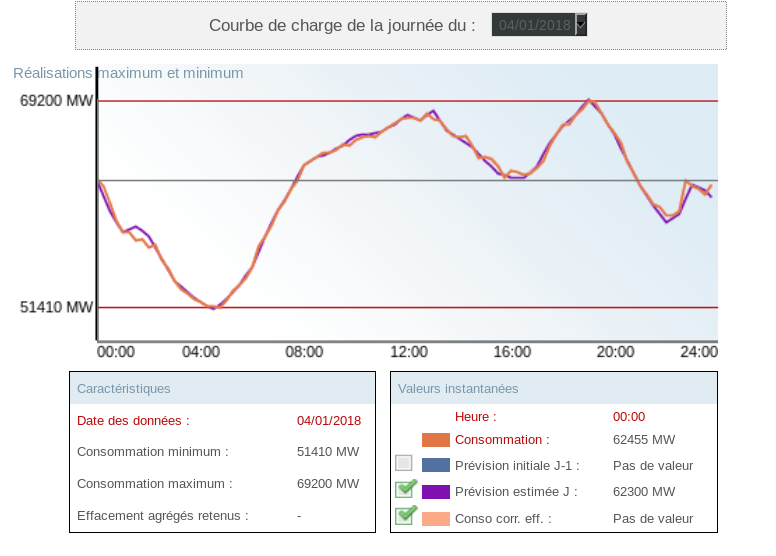 Courbe de charge de la journée du : 04/01/2018
Réalisations maximum et minimum
69200 MW
51410 MW
00:00 04:00 08:00 12:00 16:00 20:00 24:00
Caractéristiques
Date des données : 04/01/2018
Consommation minimum : 51410 MW
Consommation maximum : 69200 MW
Effacement agrégés retenus : -
Valeurs instantanées
Heure : 00:00
Consommation : 62455 MW
Prévision initiale J-1 : Pas de valeur
Prévision estimée J : 62300 MW
Conso corr. eff. : Pas de valeur